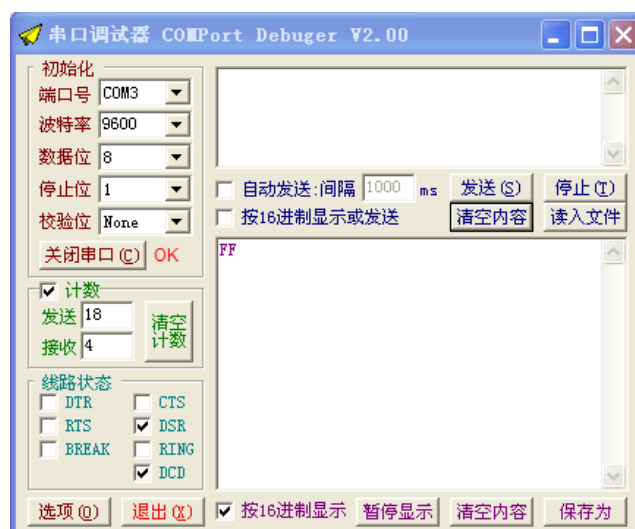 串口调试器 COMPort Debuger V2.00
初始化
端口号 COM3
波特率 9600
数据位 8
停止位 1
校验位 None
关闭串口(C) OK
自动发送:间隔 1000 ms 发送(S) 停止(T)
按16进制显示或发送 清空内容 读入文件
FF
计数
发送 18
接收 4
清空
计数
线路状态
DTR CTS
RTS DSR
BREAK RING
DCD
选项(O) 退出(X) 按16进制显示 暂停显示 清空内容 保存为